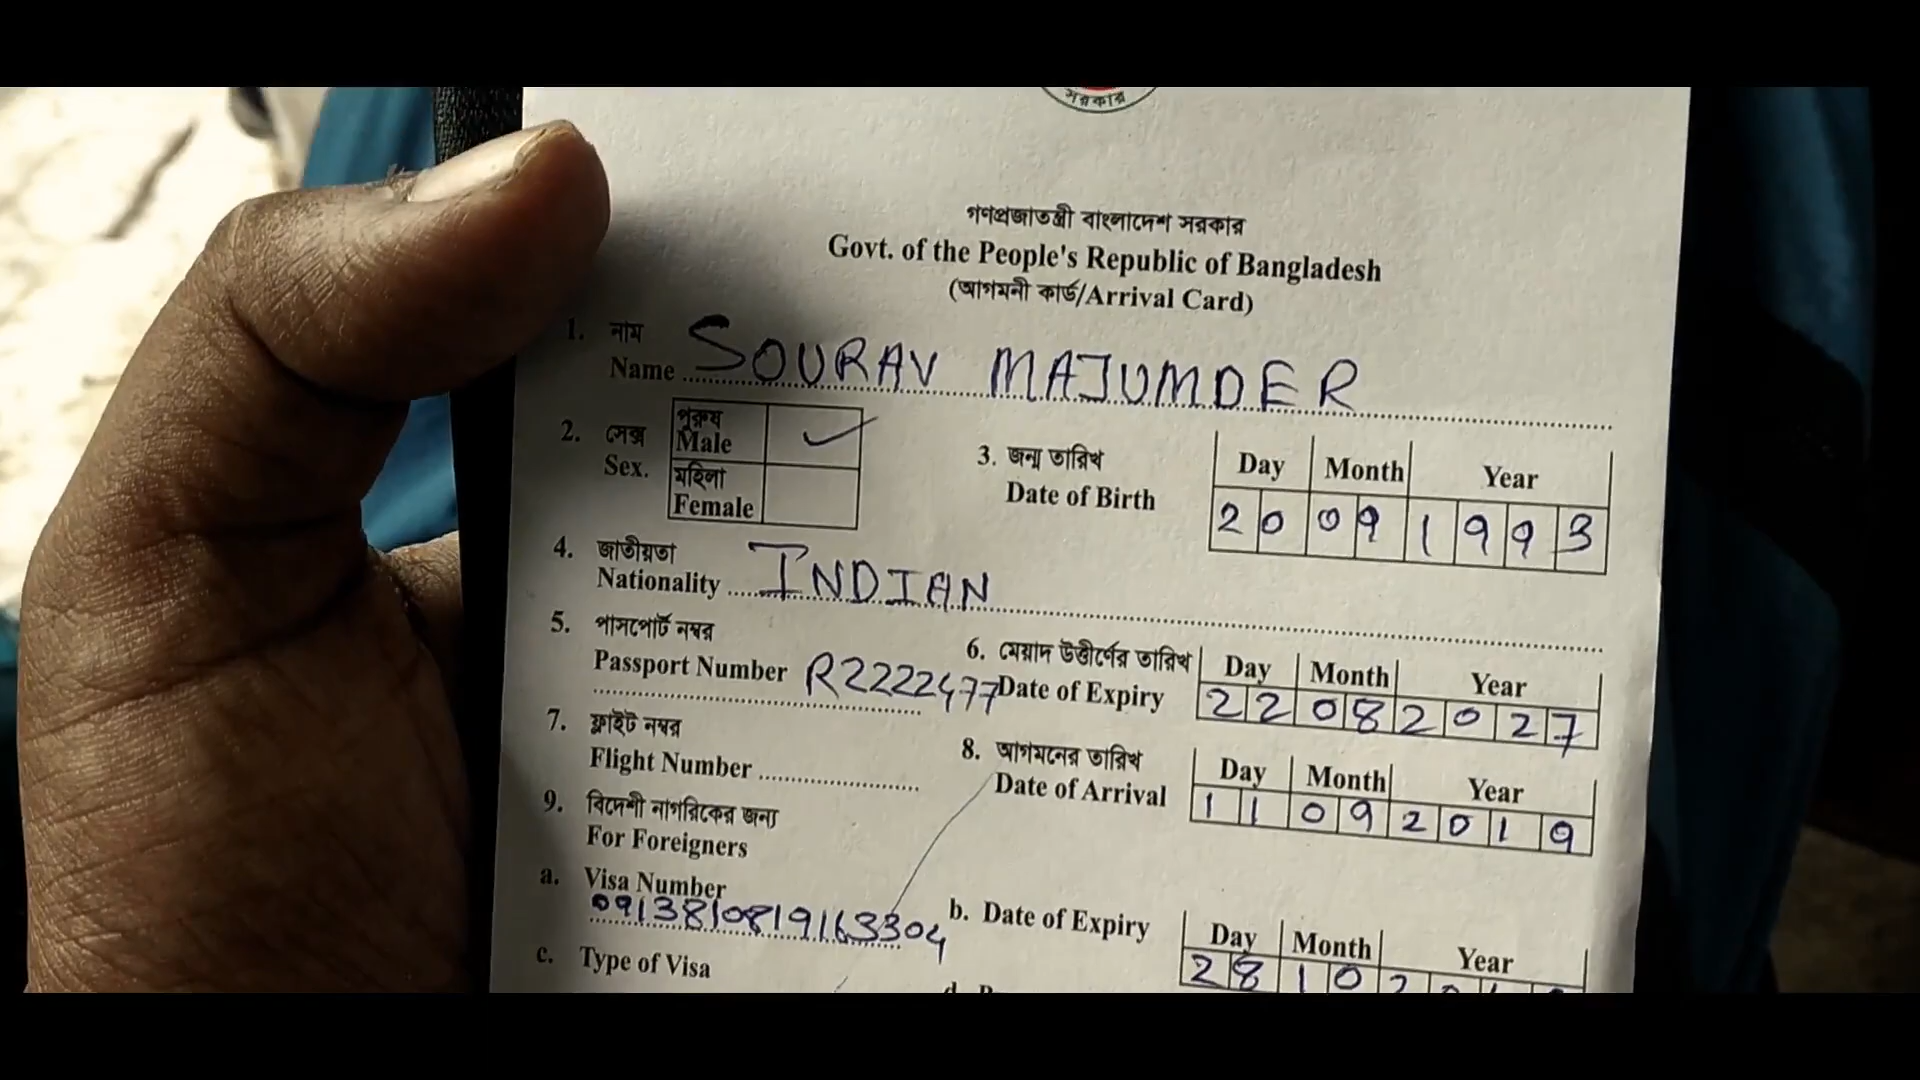 সরকার
গণপ্রজাতন্ত্রী বাংলাদেশ সরকার
Govt. of the People's Republic of Bangladesh
(আগমনী কার্ড/Arrival Card)
1. নাম
Name SOURAV MAJUMDER
2. সেক্স
Sex.
পুরুষ
Male
মহিলা
Female
3. জন্ম তারিখ
Date of Birth
Day Month Year
2 0 0 9 1 9 9 3
4. জাতীয়তা
Nationality INDIAN
5. পাসপোর্ট নম্বর
Passport Number R2222477
6. মেয়াদ উত্তীর্ণের তারিখ
Date of Expiry
Day Month Year
2 2 0 8 2 0 2 7
7. ফ্লাইট নম্বর
Flight Number
8. আগমনের তারিখ
Date of Arrival
Day Month Year
1 1 0 9 2 0 1 9
9. বিদেশী নাগরিকের জন্য
For Foreigners
a. Visa Number
0913810819163304
b. Date of Expiry
Day Month Year
2 8 1 0
c. Type of Visa